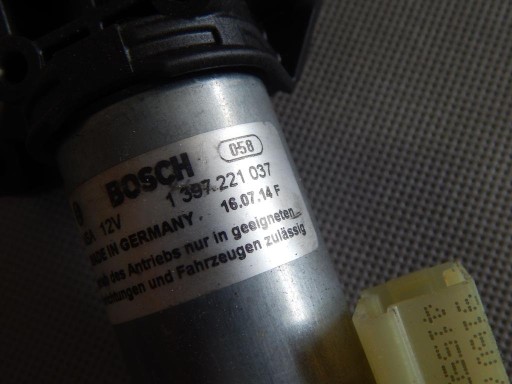 BOSCH 058
12V 1 397 221 037
MADE IN GERMANY. 16.07.14 F
des Antriebs nur in geeigneten
und Fahrzeugen zulässig